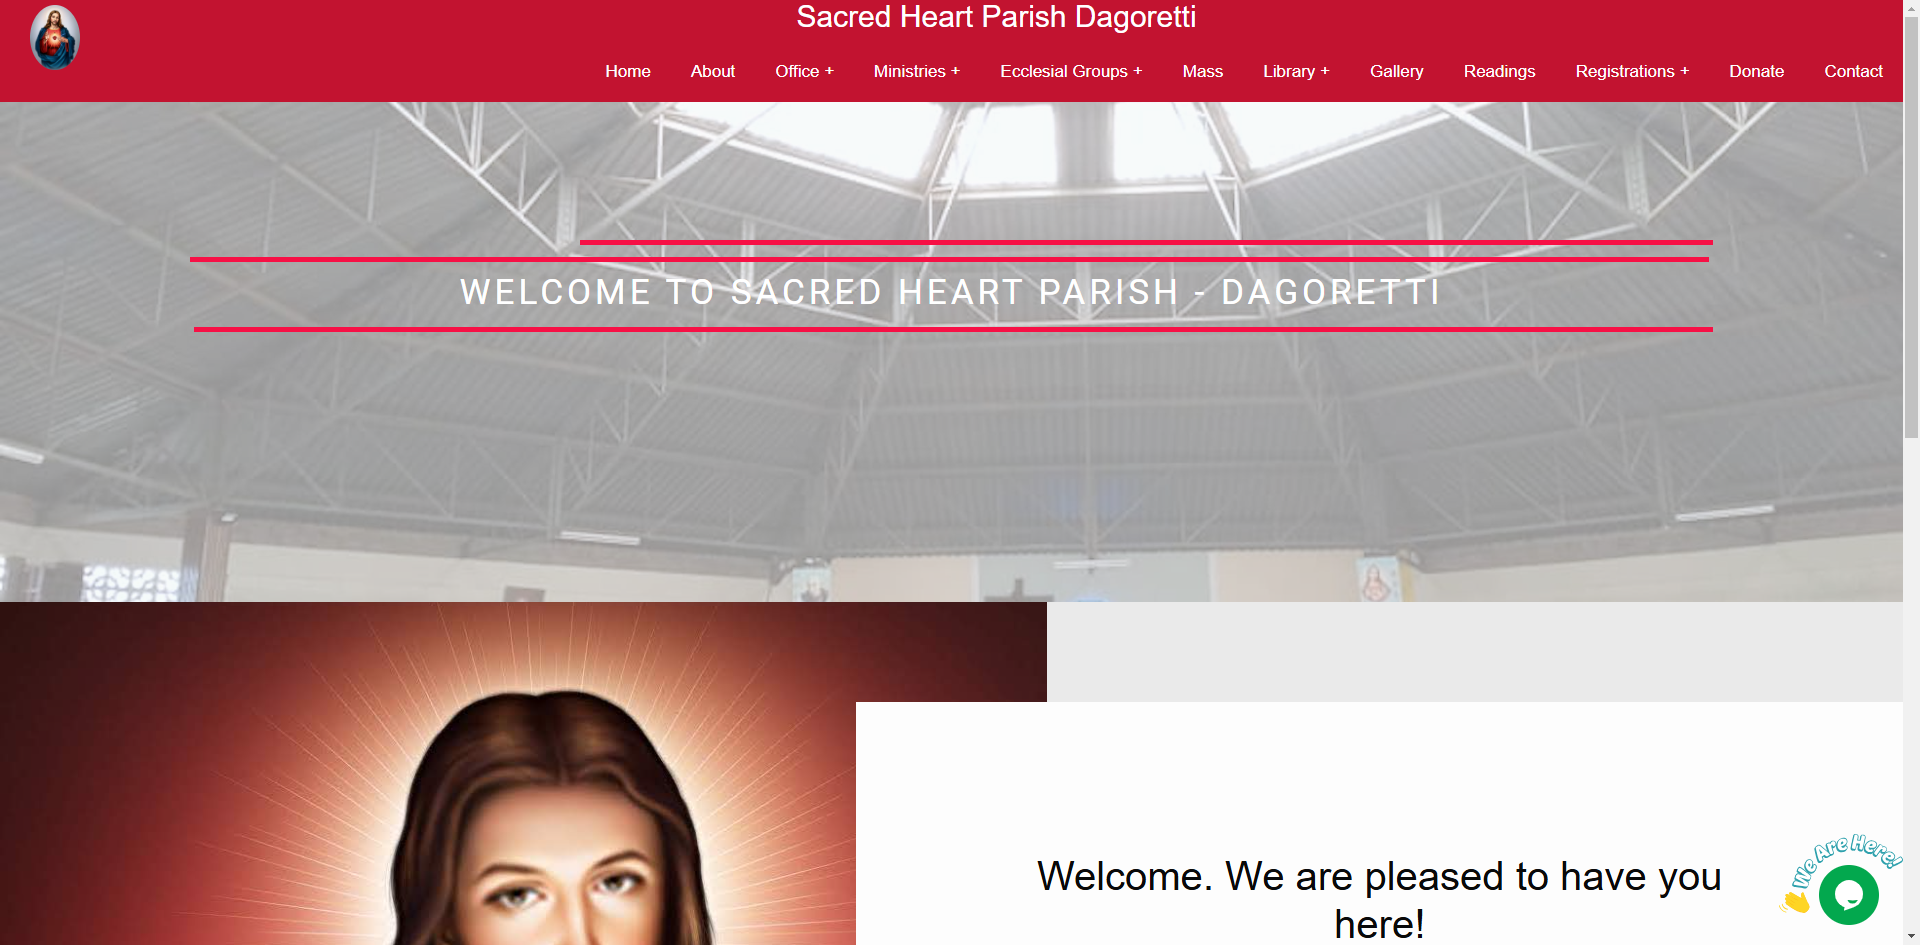 Sacred Heart Parish Dagoretti
Home About Office + Ministries + Ecclesial Groups + Mass Library + Gallery Readings Registrations + Donate Contact
WELCOME TO SACRED HEART PARISH - DAGORETTI
Welcome. We are pleased to have you
here!
We Are Here!